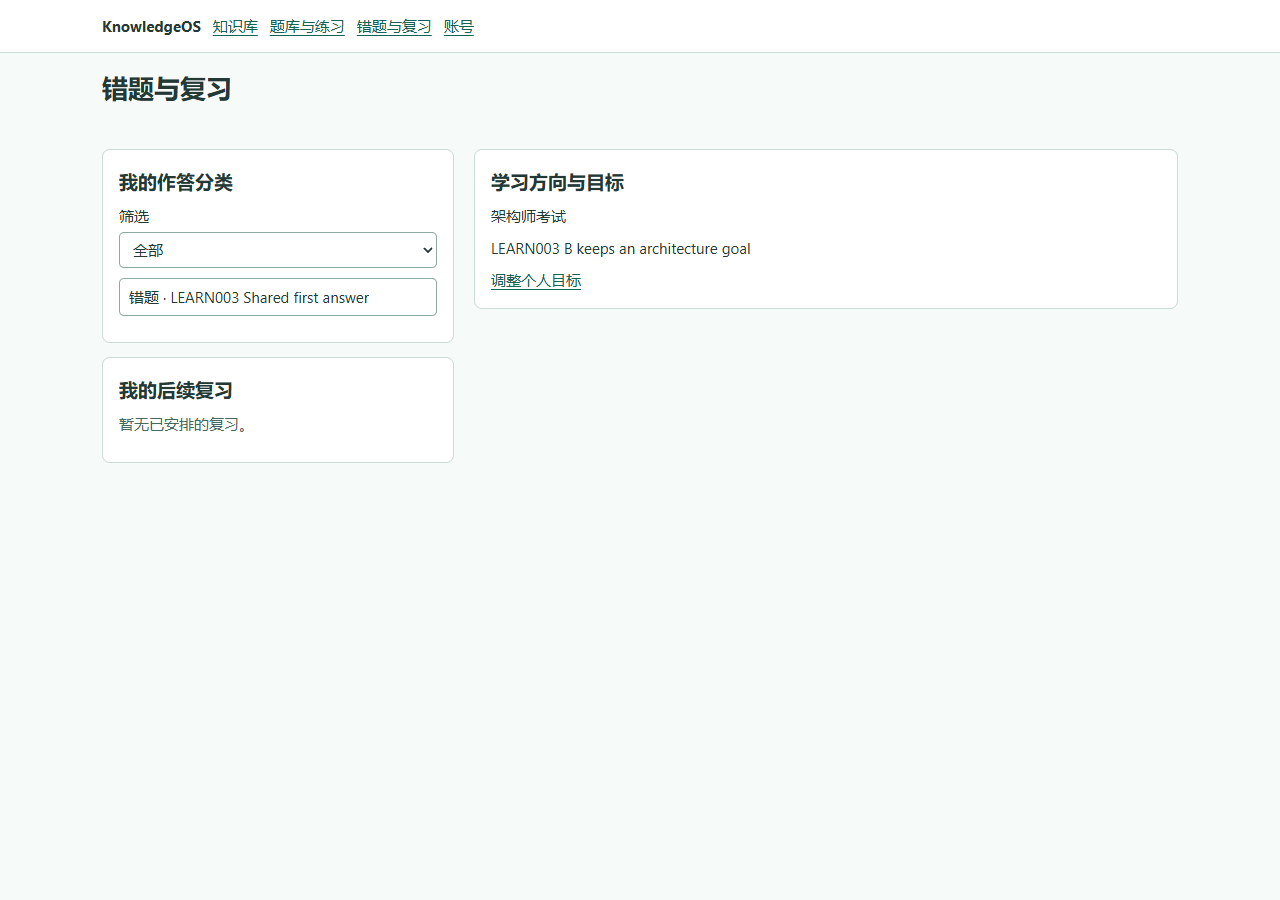 KnowledgeOS 知识库 题库与练习 错题与复习 账号
错题与复习
我的作答分类
筛选
全部
错题 · LEARN003 Shared first answer
我的后续复习
暂无已安排的复习。
学习方向与目标
架构师考试
LEARN003 B keeps an architecture goal
调整个人目标